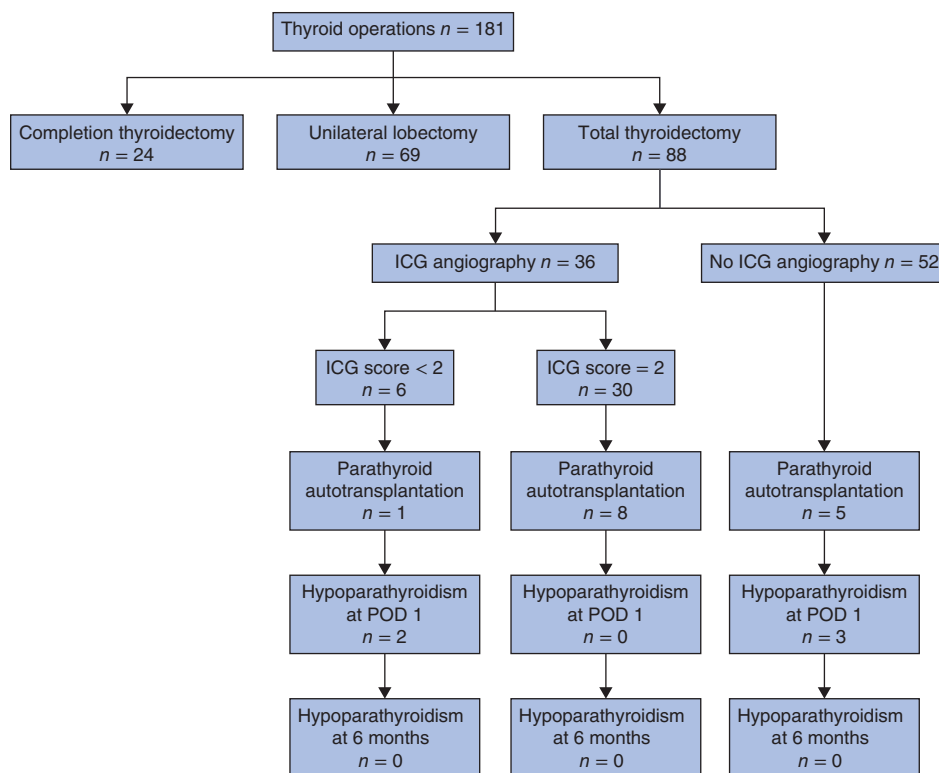 Thyroid operations n = 181
Completion thyroidectomy
n = 24
Unilateral lobectomy
n = 69
Total thyroidectomy
n = 88
ICG angiography n = 36
No ICG angiography n = 52
ICG score < 2
n = 6
ICG score = 2
n = 30
Parathyroid
autotransplantation
n = 1
Parathyroid
autotransplantation
n = 8
Parathyroid
autotransplantation
n = 5
Hypoparathyroidism
at POD 1
n = 2
Hypoparathyroidism
at POD 1
n = 0
Hypoparathyroidism
at POD 1
n = 3
Hypoparathyroidism
at 6 months
n = 0
Hypoparathyroidism
at 6 months
n = 0
Hypoparathyroidism
at 6 months
n = 0